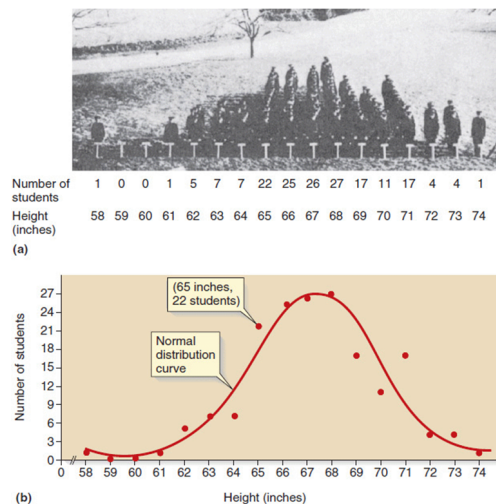 Number of students 1 0 0 1 5 7 7 22 25 26 27 17 11 17 4 4 1
Height (inches) 58 59 60 61 62 63 64 65 66 67 68 69 70 71 72 73 74
(a)
(65 inches,
22 students)
Normal
distribution
curve
Number of students
27
24
21
18
15
12
9
6
3
0
0 58 59 60 61 62 63 64 65 66 67 68 69 70 71 72 73 74
Height (inches)
(b)